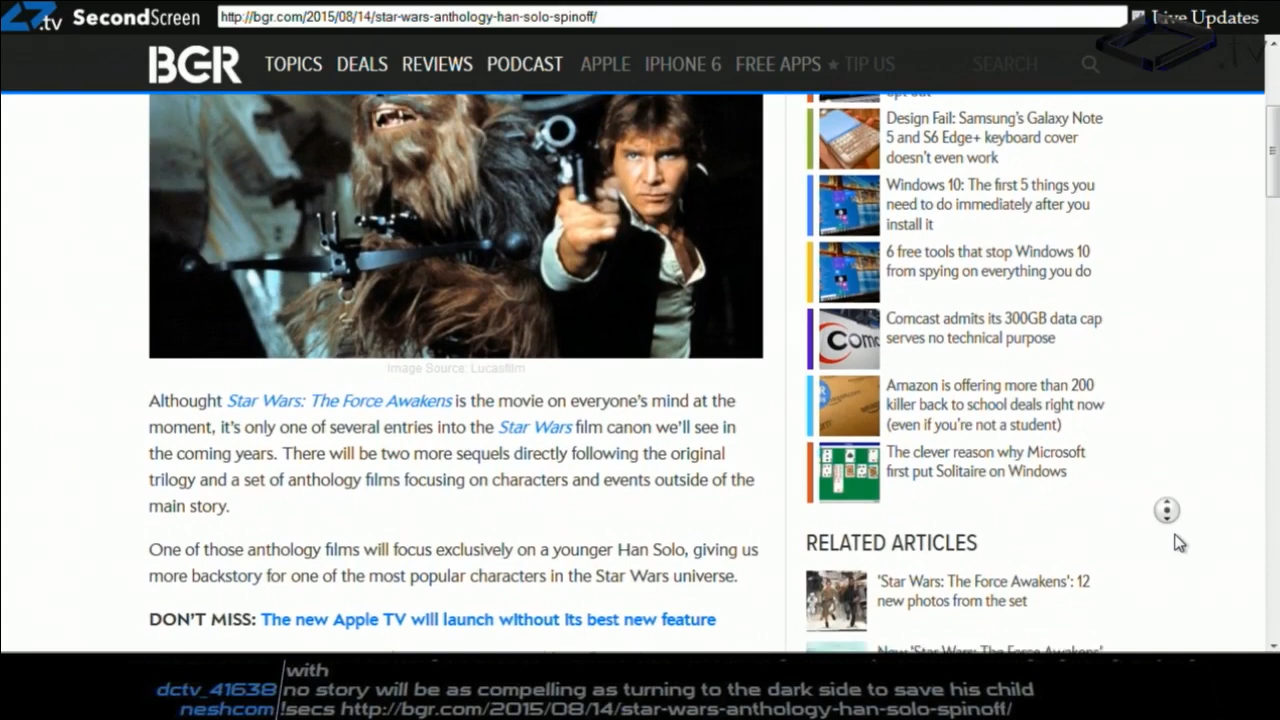 .tv SecondScreen http://bgr.com/2015/08/14/star-wars-anthology-han-solo-spinoff/ Live Updates
BGR TOPICS DEALS REVIEWS PODCAST APPLE IPHONE 6 FREE APPS ★ TIP US SEARCH
.tv
opt out
Design Fail: Samsung's Galaxy Note
5 and S6 Edge+ keyboard cover
doesn't even work
Windows 10: The first 5 things you
need to do immediately after you
install it
6 free tools that stop Windows 10
from spying on everything you do
Comcast admits its 300GB data cap
serves no technical purpose
Amazon is offering more than 200
killer back to school deals right now
(even if you're not a student)
The clever reason why Microsoft
first put Solitaire on Windows
Image Source: Lucasfilm
Althought Star Wars: The Force Awakens is the movie on everyone's mind at the
moment, it's only one of several entries into the Star Wars film canon we'll see in
the coming years. There will be two more sequels directly following the original
trilogy and a set of anthology films focusing on characters and events outside of the
main story.
One of those anthology films will focus exclusively on a younger Han Solo, giving us
more backstory for one of the most popular characters in the Star Wars universe.
DON'T MISS: The new Apple TV will launch without its best new feature
RELATED ARTICLES
'Star Wars: The Force Awakens': 12
new photos from the set
New 'Star Wars: The Force Awakens'
with
dctv_41638 no story will be as compelling as turning to the dark side to save his child
neshcom !secs http://bgr.com/2015/08/14/star-wars-anthology-han-solo-spinoff/